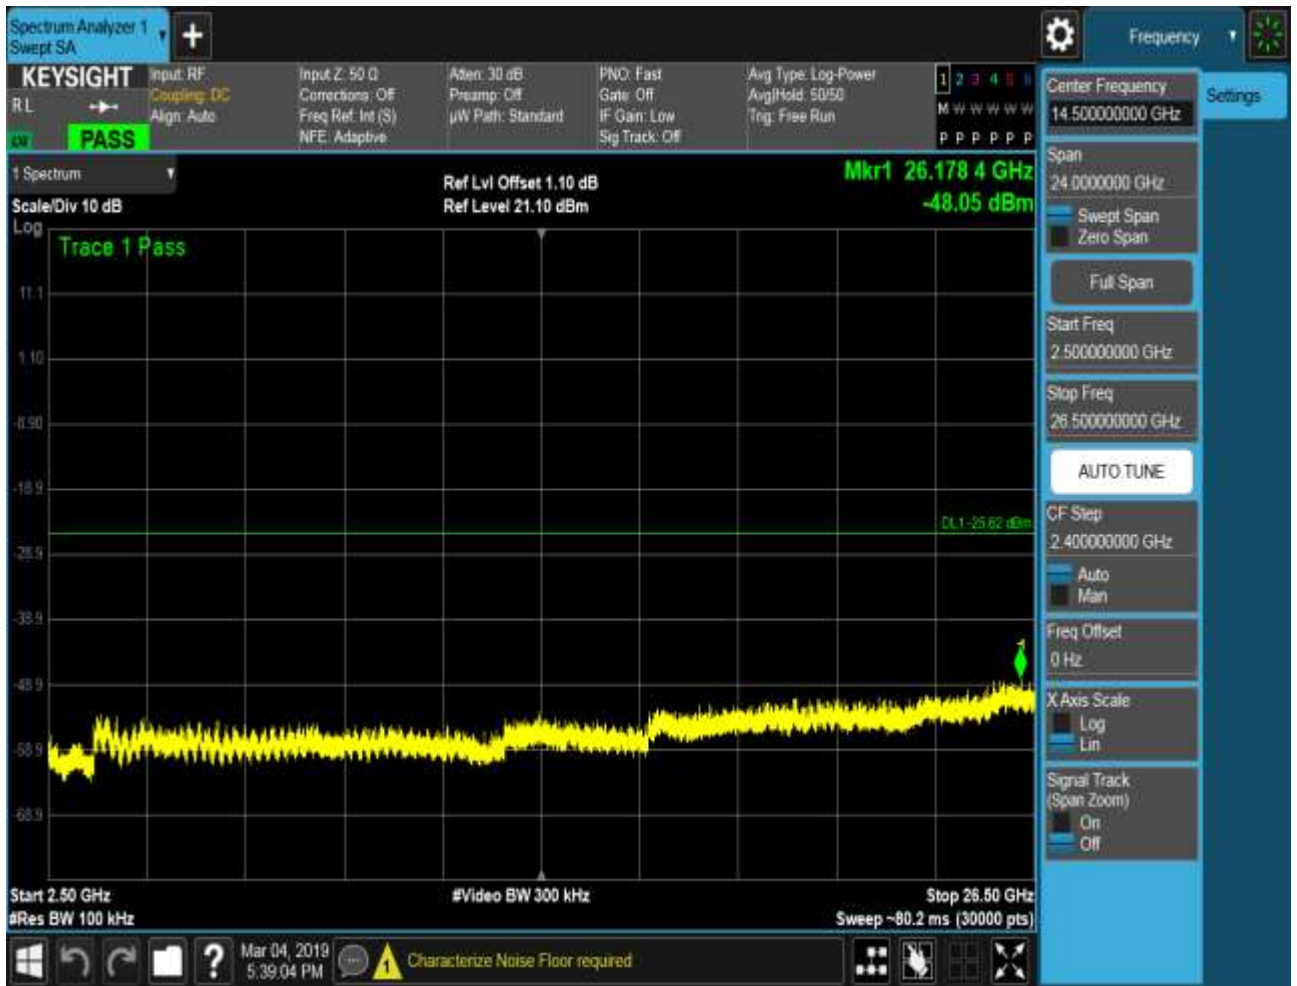 Spectrum Analyzer 1
Swept SA
Frequency
KEYSIGHT
R L
PASS
Input: RF
Coupling: DC
Align: Auto
Input Z: 50 Ω
Corrections: Off
Freq Ref: Int (S)
NFE: Adaptive
Atten: 30 dB
Preamp: Off
µW Path: Standard
PNO: Fast
Gate: Off
IF Gain: Low
Sig Track: Off
Avg Type: Log-Power
Avg|Hold: 50/50
Trig: Free Run
1 2 3 4 5 6
M W W W W W
P P P P P P
1 Spectrum
Scale/Div 10 dB
Log
Ref Lvl Offset 1.10 dB
Ref Level 21.10 dBm
Mkr1 26.178 4 GHz
-48.05 dBm
Trace 1 Pass
11.1
1.10
-8.90
-18.9
DL1 -25.62 dBm
-28.9
-38.9
1
-48.9
-58.9
-68.9
Start 2.50 GHz
#Video BW 300 kHz
Stop 26.50 GHz
#Res BW 100 kHz
Sweep ~80.2 ms (30000 pts)
Mar 04, 2019
5:39:04 PM
?
1
Characterize Noise Floor required
Center Frequency
14.500000000 GHz
Settings
Span
24.0000000 GHz
Swept Span
Zero Span
Full Span
Start Freq
2.500000000 GHz
Stop Freq
26.500000000 GHz
AUTO TUNE
CF Step
2.400000000 GHz
Auto
Man
Freq Offset
0 Hz
X Axis Scale
Log
Lin
Signal Track
(Span Zoom)
On
Off